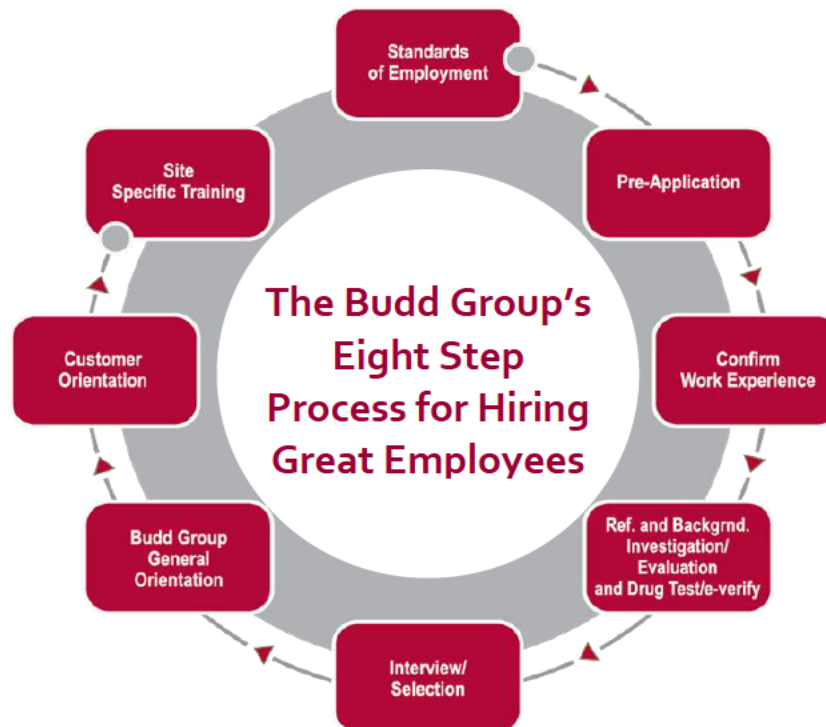 Standards
of Employment
Pre-Application
Confirm
Work Experience
Ref. and Backgrnd.
Investigation/
Evaluation
and Drug Test/e-verify
Interview/
Selection
Budd Group
General
Orientation
Customer
Orientation
Site
Specific Training
The Budd Group's
Eight Step
Process for Hiring
Great Employees